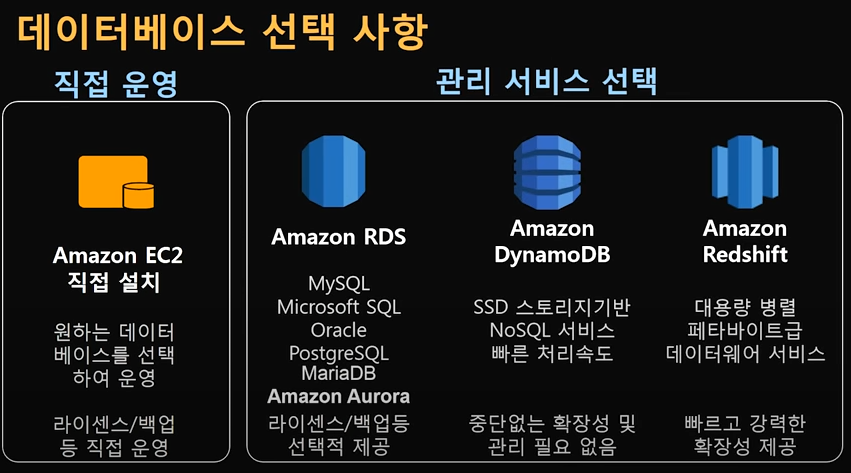 데이터베이스 선택 사항
직접 운영
관리 서비스 선택
Amazon EC2
직접 설치
원하는 데이터
베이스를 선택
하여 운영
라이센스/백업
등 직접 운영
Amazon RDS
MySQL
Microsoft SQL
Oracle
PostgreSQL
MariaDB
Amazon Aurora
라이센스/백업등
선택적 제공
Amazon
DynamoDB
SSD 스토리지기반
NoSQL 서비스
빠른 처리속도
중단없는 확장성 및
관리 필요 없음
Amazon
Redshift
대용량 병렬
페타바이트급
데이터웨어 서비스
빠르고 강력한
확장성 제공